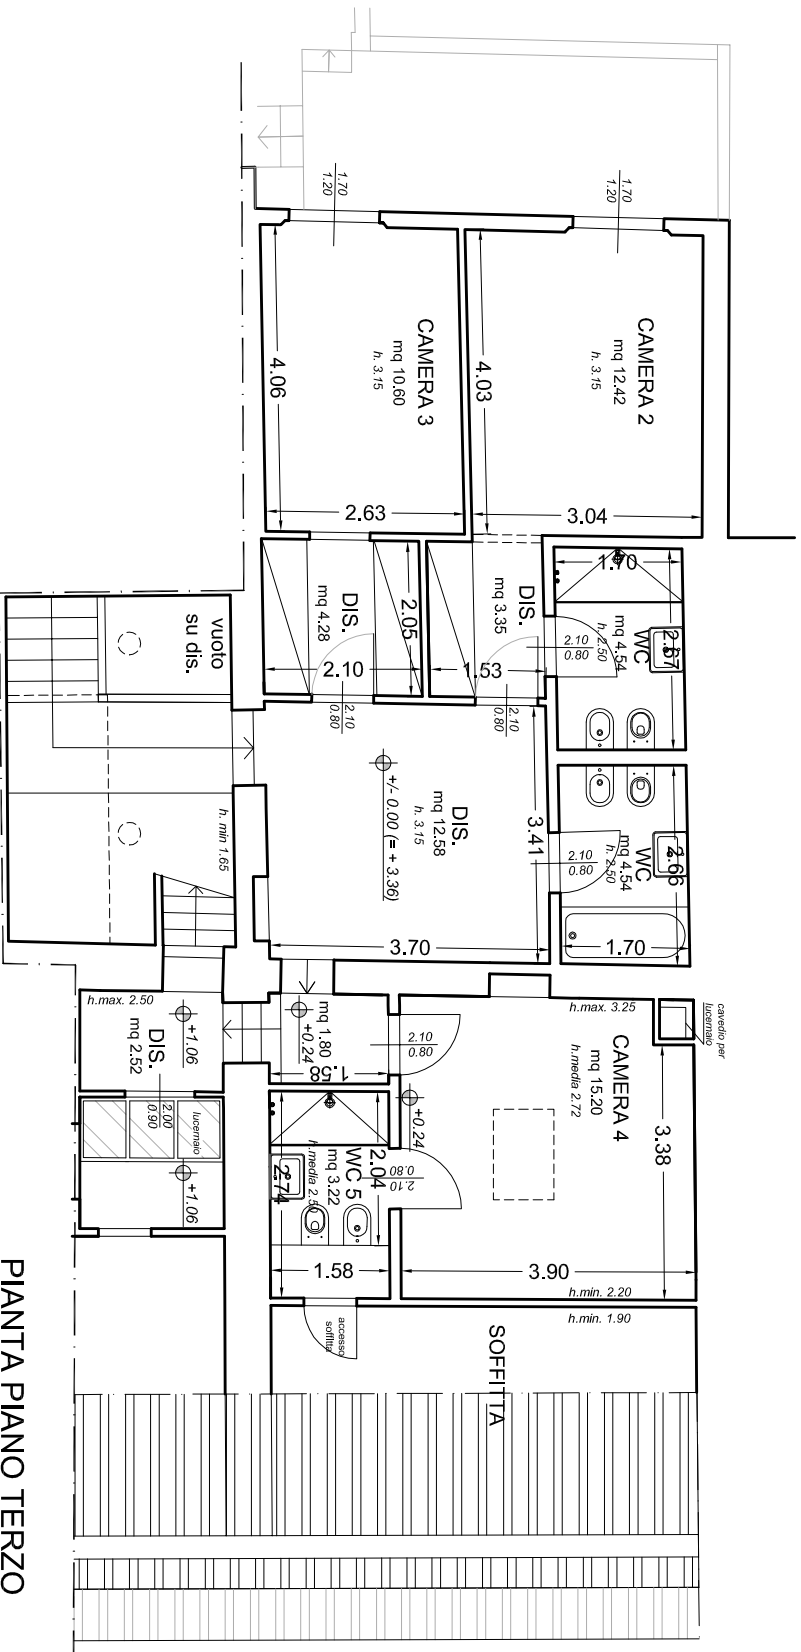 1.70
1.20
1.70
1.20
CAMERA 2
mq 12.42
h. 3.15
4.03
3.04
CAMERA 3
mq 10.60
h. 3.15
4.06
2.63
DIS.
mq 3.35
1.53
DIS.
mq 4.28
2.05
2.10
1.70
WC
mq 4.54
h. 2.50
2.67
2.10
0.80
2.10
0.80
2.10
0.80
vuoto
su dis.
DIS.
mq 12.58
h. 3.15
+/- 0.00 (= + 3.36)
3.41
3.70
WC
mq 4.54
h. 2.50
2.66
1.70
2.10
0.80
h. min 1.65
h.max. 2.50
+1.06
DIS.
mq 2.52
2.00
0.90
lucernaio
+1.06
mq 1.80
+0.24
1.58
2.10
0.80
h.max. 3.25
cavedio per
lucernaio
CAMERA 4
mq 15.20
h.media 2.72
+0.24
3.38
3.90
h.min. 2.20
h.min. 1.90
WC 5
mq 3.22
h.media 2.50
2.04
2.74
1.58
2.10
0.80
accesso
soffitta
SOFFITTA
PIANTA PIANO TERZO